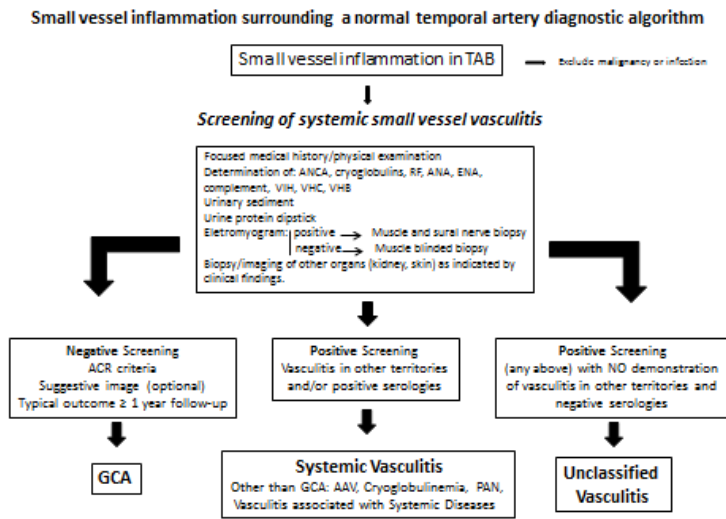 Small vessel inflammation surrounding a normal temporal artery diagnostic algorithm
Small vessel inflammation in TAB
Exclude malignancy or infection
Screening of systemic small vessel vasculitis
Focused medical history/physical examination
Determination of: ANCA, cryoglobulins, RF, ANA, ENA,
complement, VIH, VHC, VHB
Urinary sediment
Urine protein dipstick
Eletromyogram: positive Muscle and sural nerve biopsy
negative Muscle blinded biopsy
Biopsy/imaging of other organs (kidney, skin) as indicated by
clinical findings.
Negative Screening
ACR criteria
Suggestive image (optional)
Typical outcome ≥ 1 year follow-up
Positive Screening
Vasculitis in other territories
and/or positive serologies
Positive Screening
(any above) with NO demonstration
of vasculitis in other territories and
negative serologies
GCA
Systemic Vasculitis
Other than GCA: AAV, Cryoglobulinemia, PAN,
Vasculitis associated with Systemic Diseases
Unclassified
Vasculitis